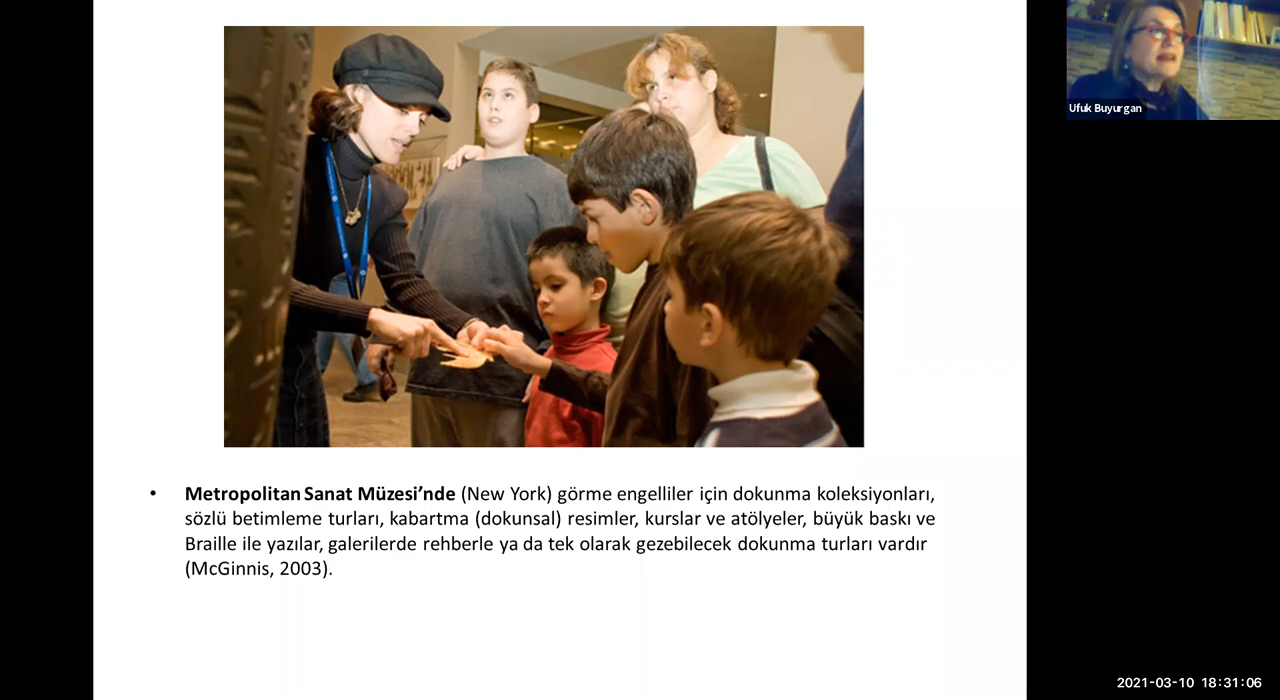 Ufuk Buyurgan
• Metropolitan Sanat Müzesi’nde (New York) görme engelliler için dokunma koleksiyonları,
sözlü betimleme turları, kabartma (dokunsal) resimler, kurslar ve atölyeler, büyük baskı ve
Braille ile yazılar, galerilerde rehberle ya da tek olarak gezebilecek dokunma turları vardır
(McGinnis, 2003).
2021-03-10 18:31:06